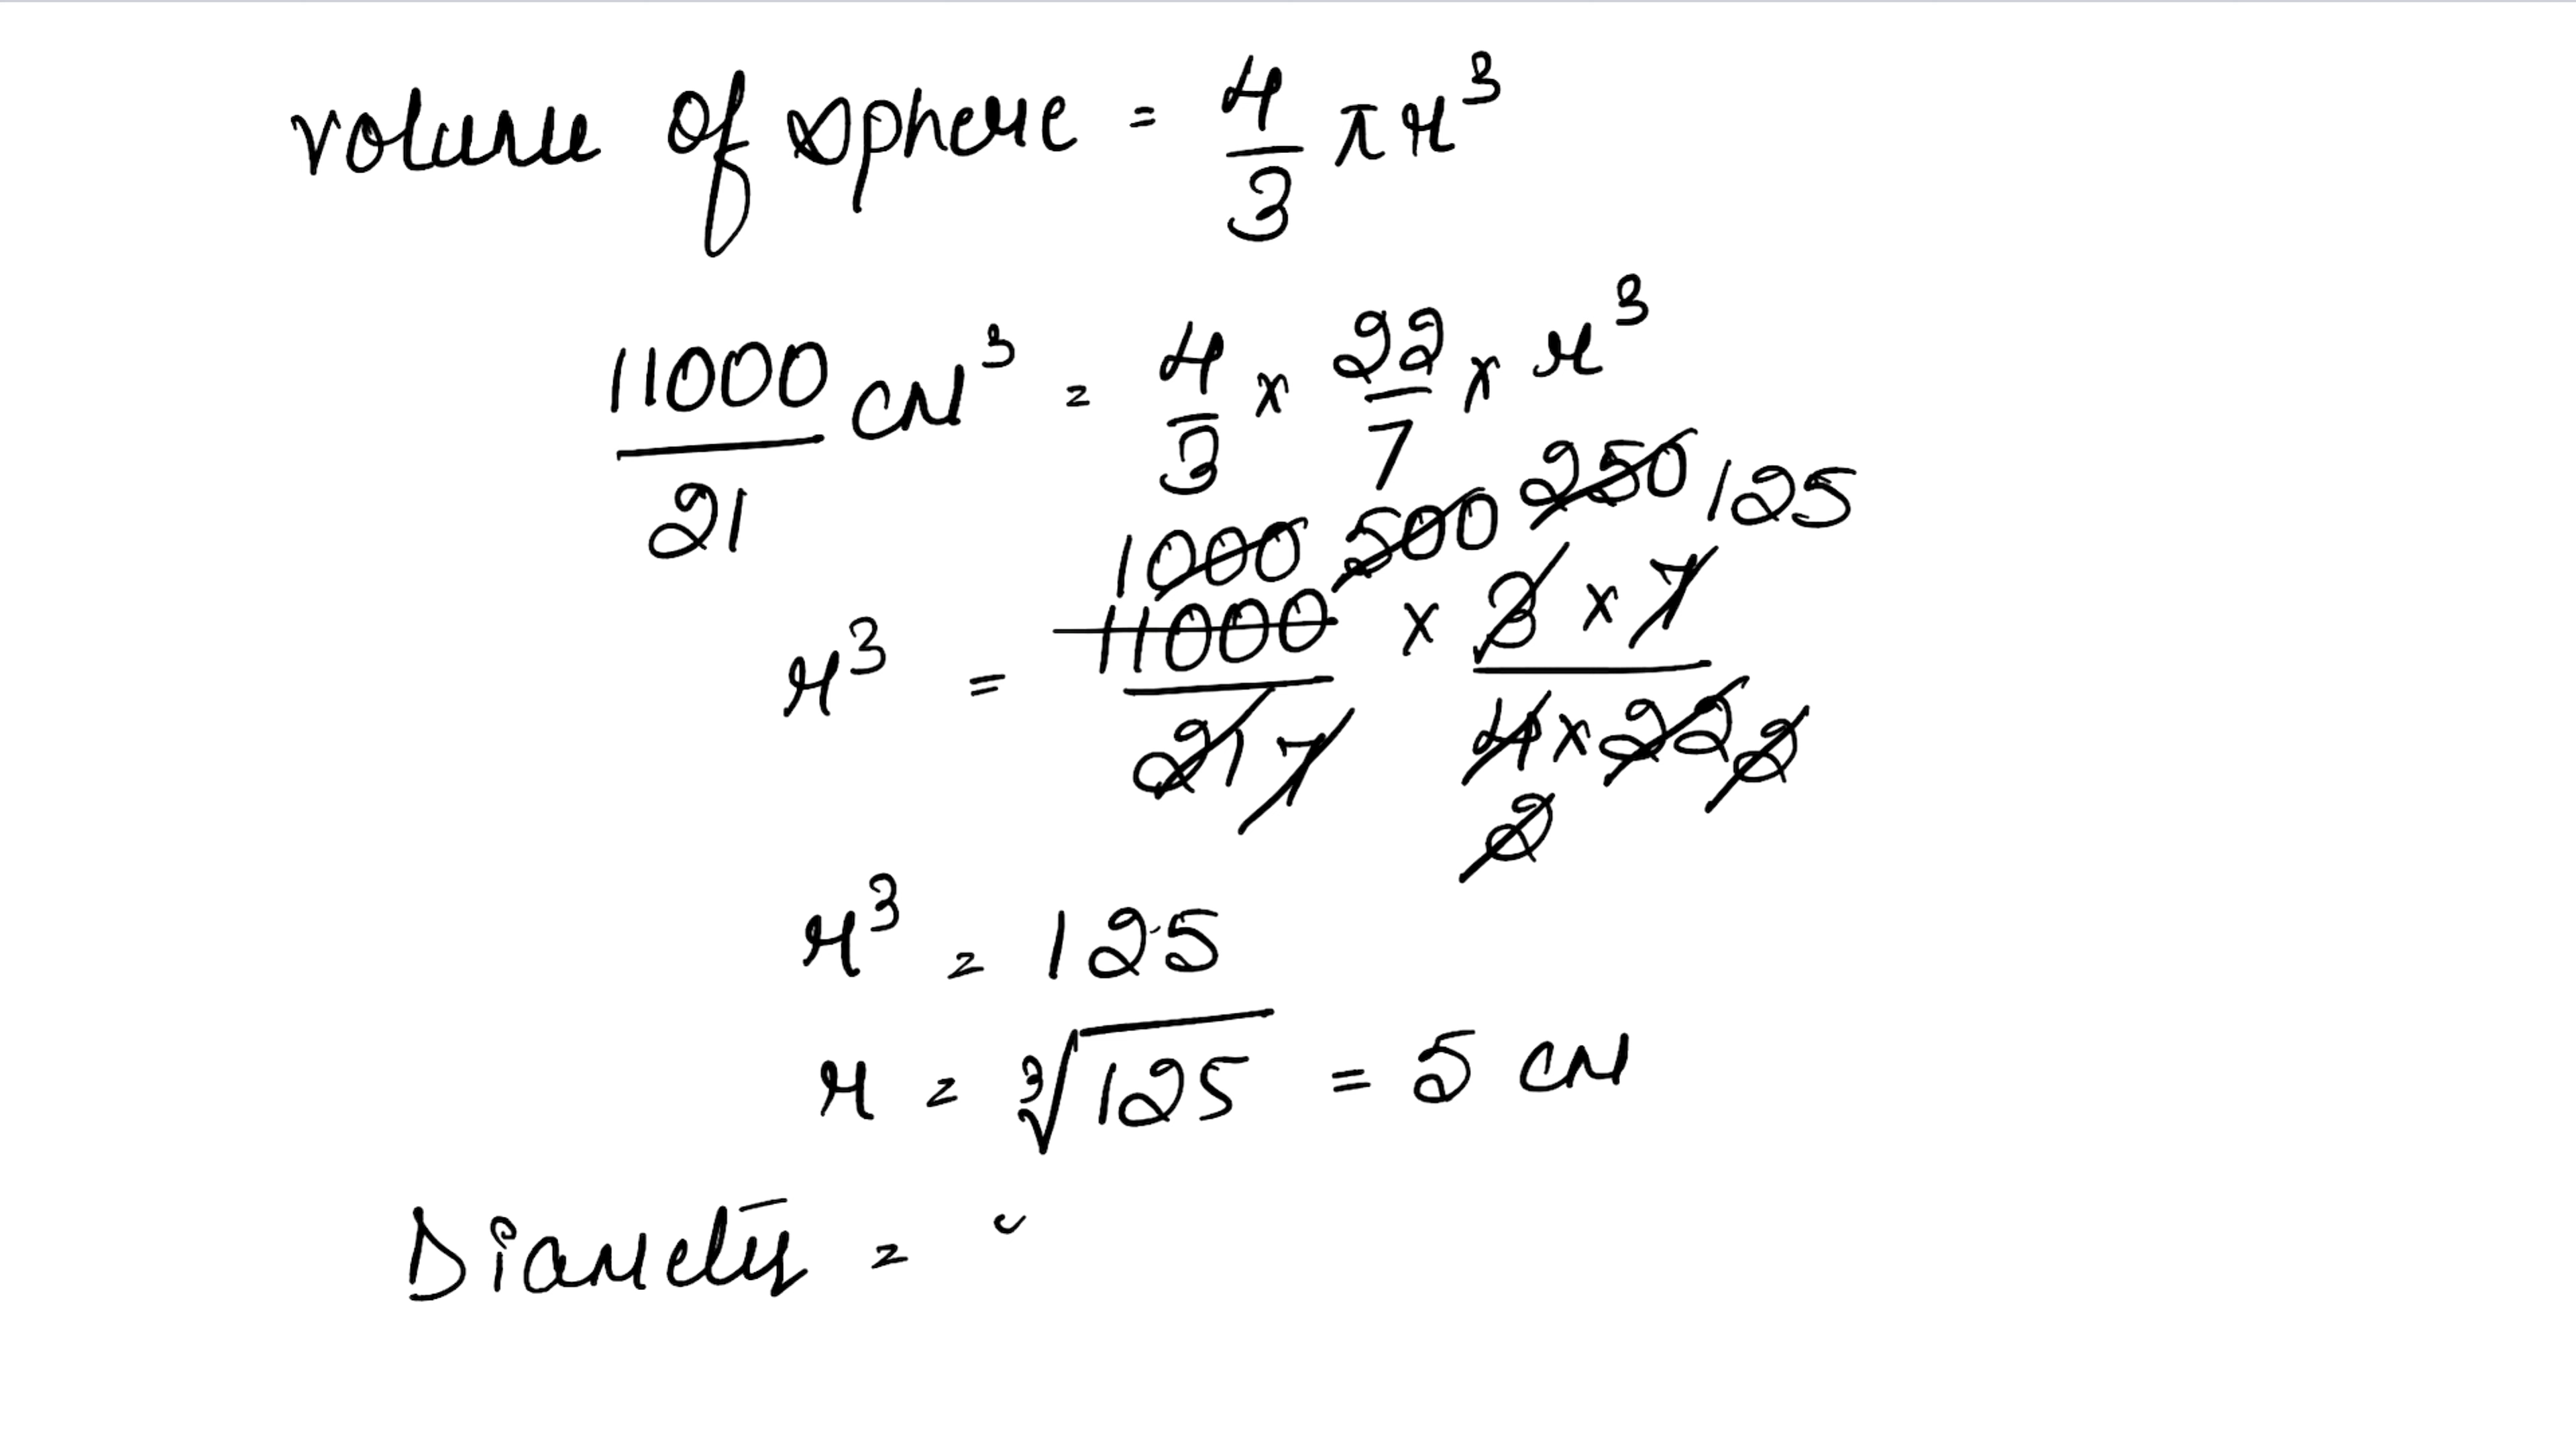 volume of sphere = 4/3 πr³
11000/21 cm³ = 4/3 x 22/7 x r³
1000 500 250 125
r³ = 11000/21 7 x 3 x 7/4 x 22 2
2
r³ = 125
r = ³√125 = 5 cm
Diameter =